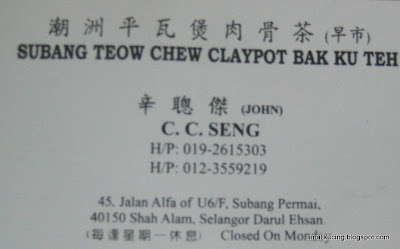 潮洲平瓦煲肉骨茶(早市)
SUBANG TEOW CHEW CLAYPOT BAK KU TEH
辛聰傑 (JOHN)
C. C. SENG
H/P: 019-2615303
H/P: 012-3559219
45, Jalan Alfa of U6/F, Subang Permai,
40150 Shah Alam, Selangor Darul Ehsan.
(每逢星期一休息) Closed On Monday
.blogspot.com